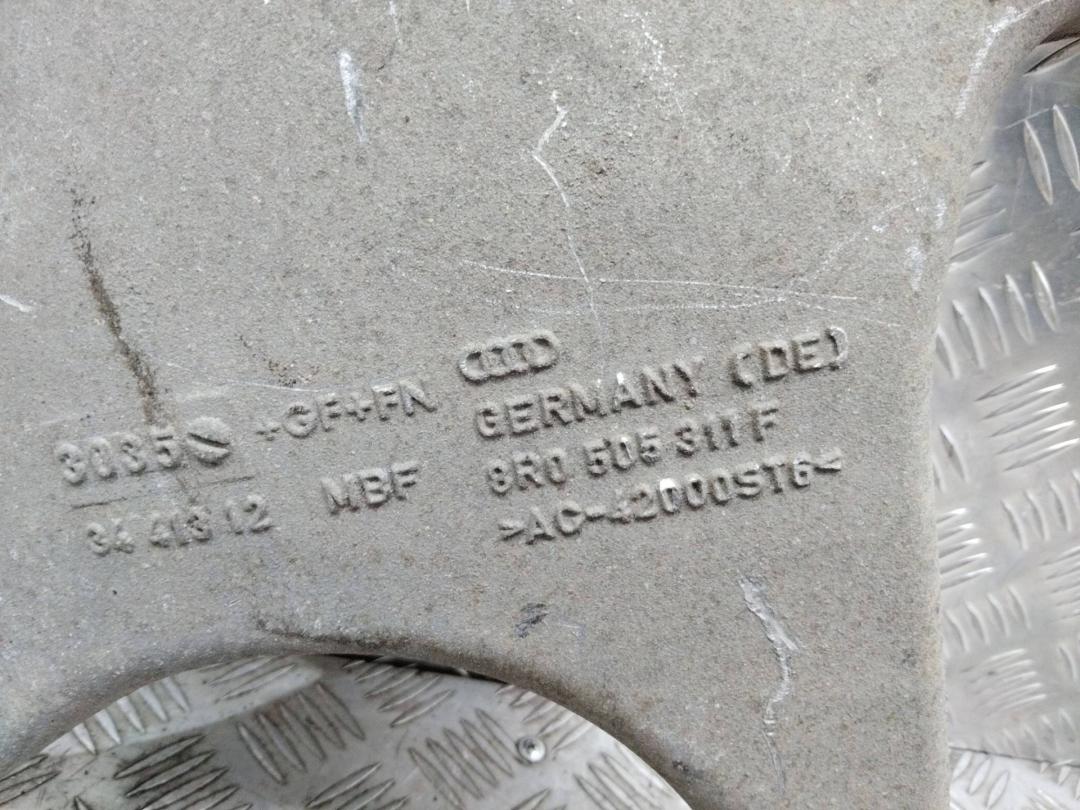 +GF+FN
GERMANY (DE)
3035
8R0 505 311 F
34 413 12
MBF
>AC-42000ST6<